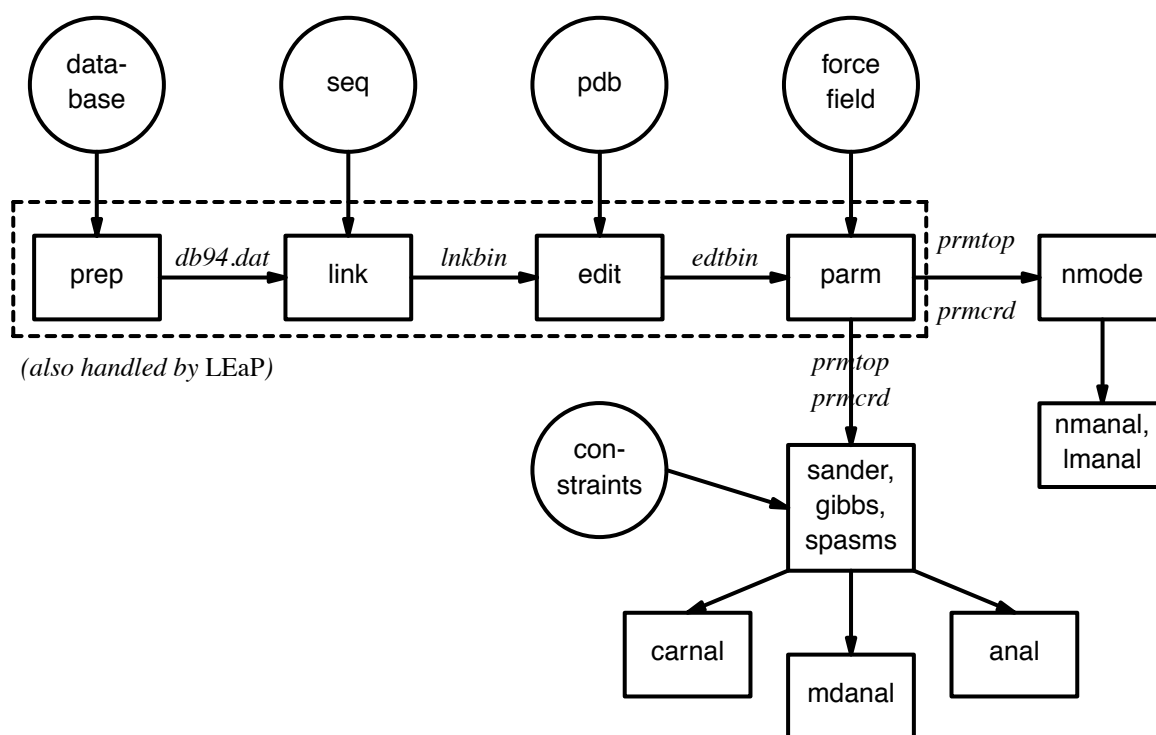 data-
base
seq
pdb
force
field
prep
db94.dat
link
lnkbin
edit
edtbin
parm
prmtop
prmcrd
nmode
(also handled by LEaP)
prmtop
prmcrd
nmanal,
lmanal
con-
straints
sander,
gibbs,
spasms
carnal
mdanal
anal